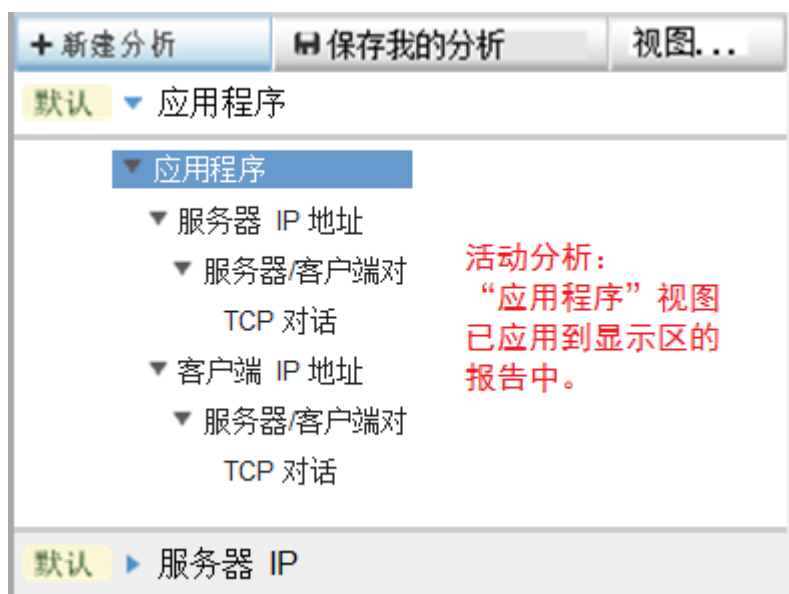 + 新建分析 保存我的分析 视图...
默认 应用程序
应用程序
服务器 IP 地址
服务器/客户端对
TCP 对话
客户端 IP 地址
服务器/客户端对
TCP 对话
活动分析：
“应用程序”视图
已应用到显示区的
报告中。
默认 服务器 IP